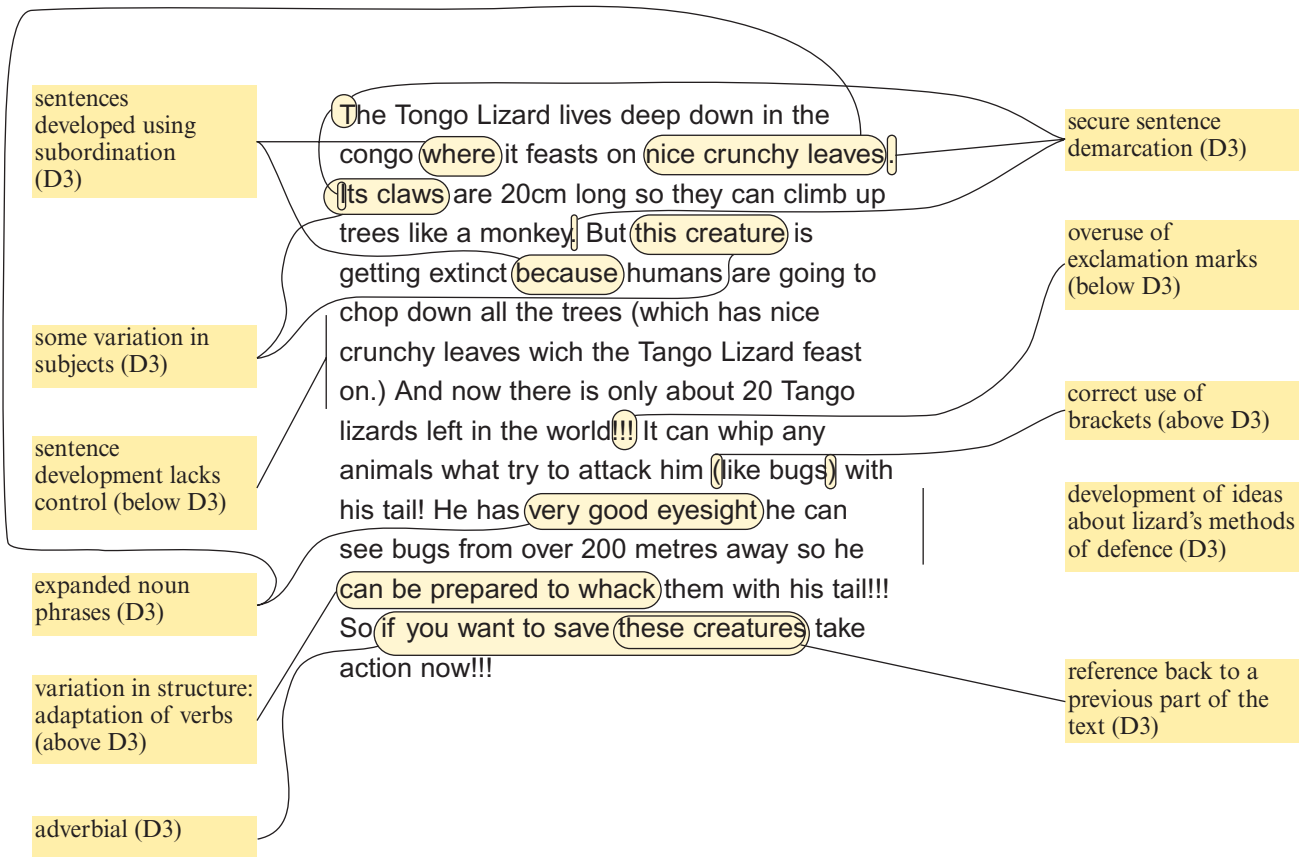 sentences
developed using
subordination
(D3)
some variation in
subjects (D3)
sentence
development lacks
control (below D3)
expanded noun
phrases (D3)
variation in structure:
adaptation of verbs
(above D3)
adverbial (D3)
The Tongo Lizard lives deep down in the
congo where it feasts on nice crunchy leaves.
Its claws are 20cm long so they can climb up
trees like a monkey. But this creature is
getting extinct because humans are going to
chop down all the trees (which has nice
crunchy leaves wich the Tango Lizard feast
on.) And now there is only about 20 Tango
lizards left in the world!!! It can whip any
animals what try to attack him (like bugs) with
his tail! He has very good eyesight he can
see bugs from over 200 metres away so he
can be prepared to whack them with his tail!!!
So if you want to save these creatures take
action now!!!
secure sentence
demarcation (D3)
overuse of
exclamation marks
(below D3)
correct use of
brackets (above D3)
development of ideas
about lizard's methods
of defence (D3)
reference back to a
previous part of the
text (D3)